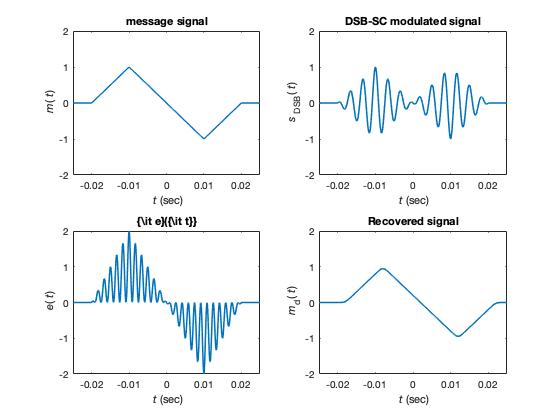 message signal
2
1
0
-1
-2
m(t)
-0.02 -0.01 0 0.01 0.02
t (sec)
DSB-SC modulated signal
2
1
0
-1
-2
s DSB(t)
-0.02 -0.01 0 0.01 0.02
t (sec)
{\it e}({\it t}}
2
1
0
-1
-2
e(t)
-0.02 -0.01 0 0.01 0.02
t (sec)
Recovered signal
2
1
0
-1
-2
m d(t)
-0.02 -0.01 0 0.01 0.02
t (sec)